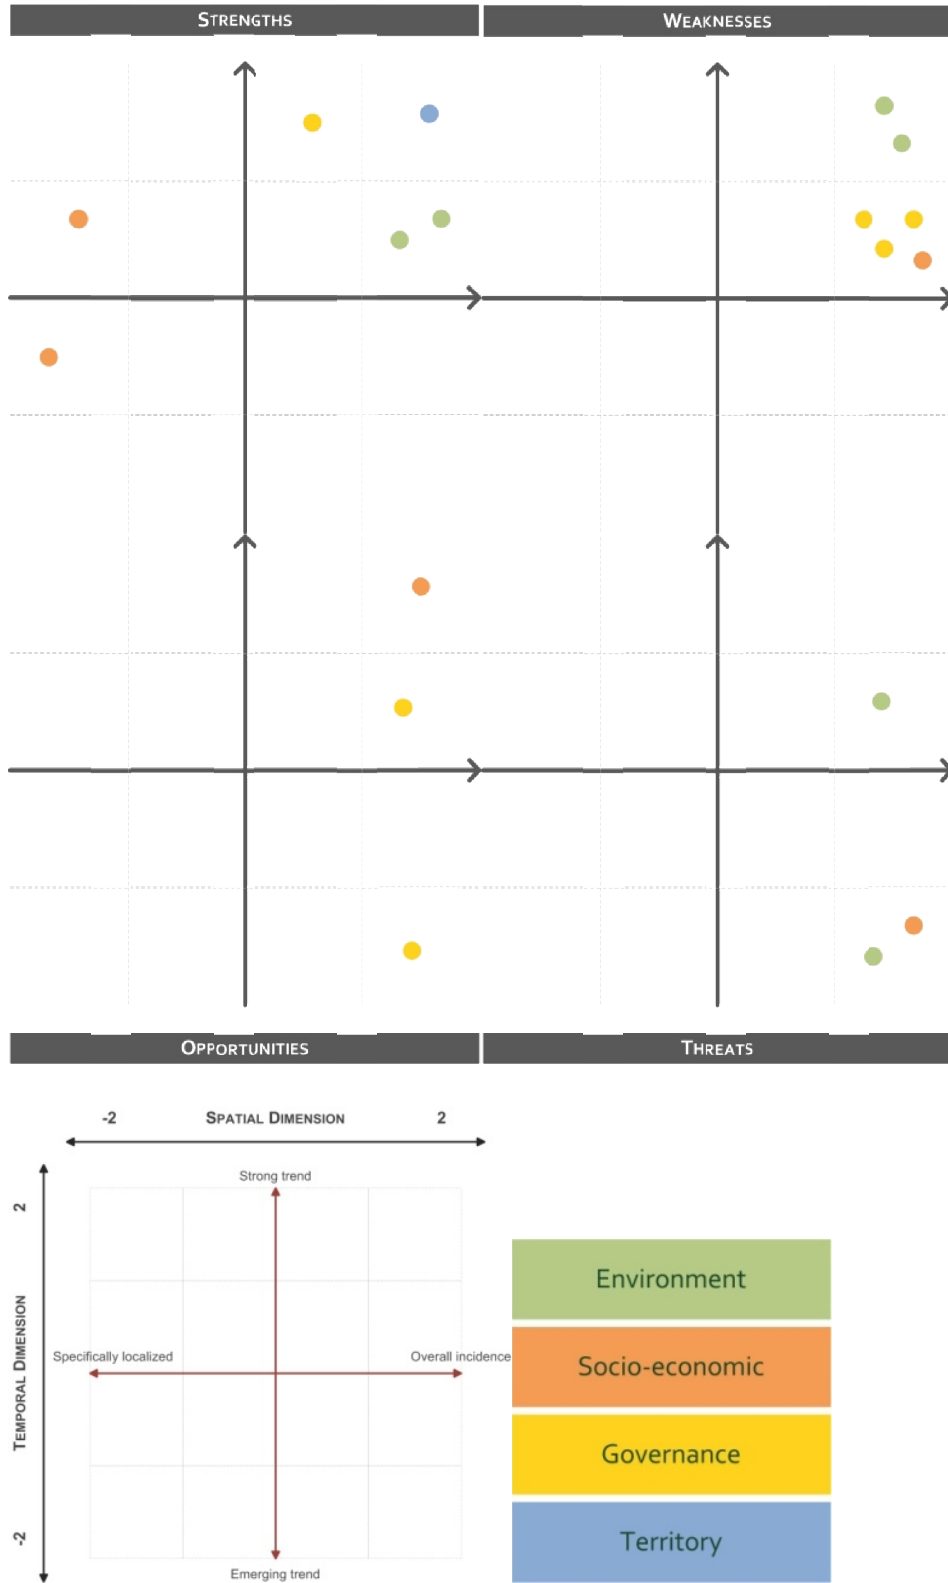 STRENGTHS
WEAKNESSES
OPPORTUNITIES
THREATS
-2 SPATIAL DIMENSION 2
Strong trend
2
TEMPORAL DIMENSION
-2
Specifically localized
Overall incidence
Emerging trend
Environment
Socio-economic
Governance
Territory